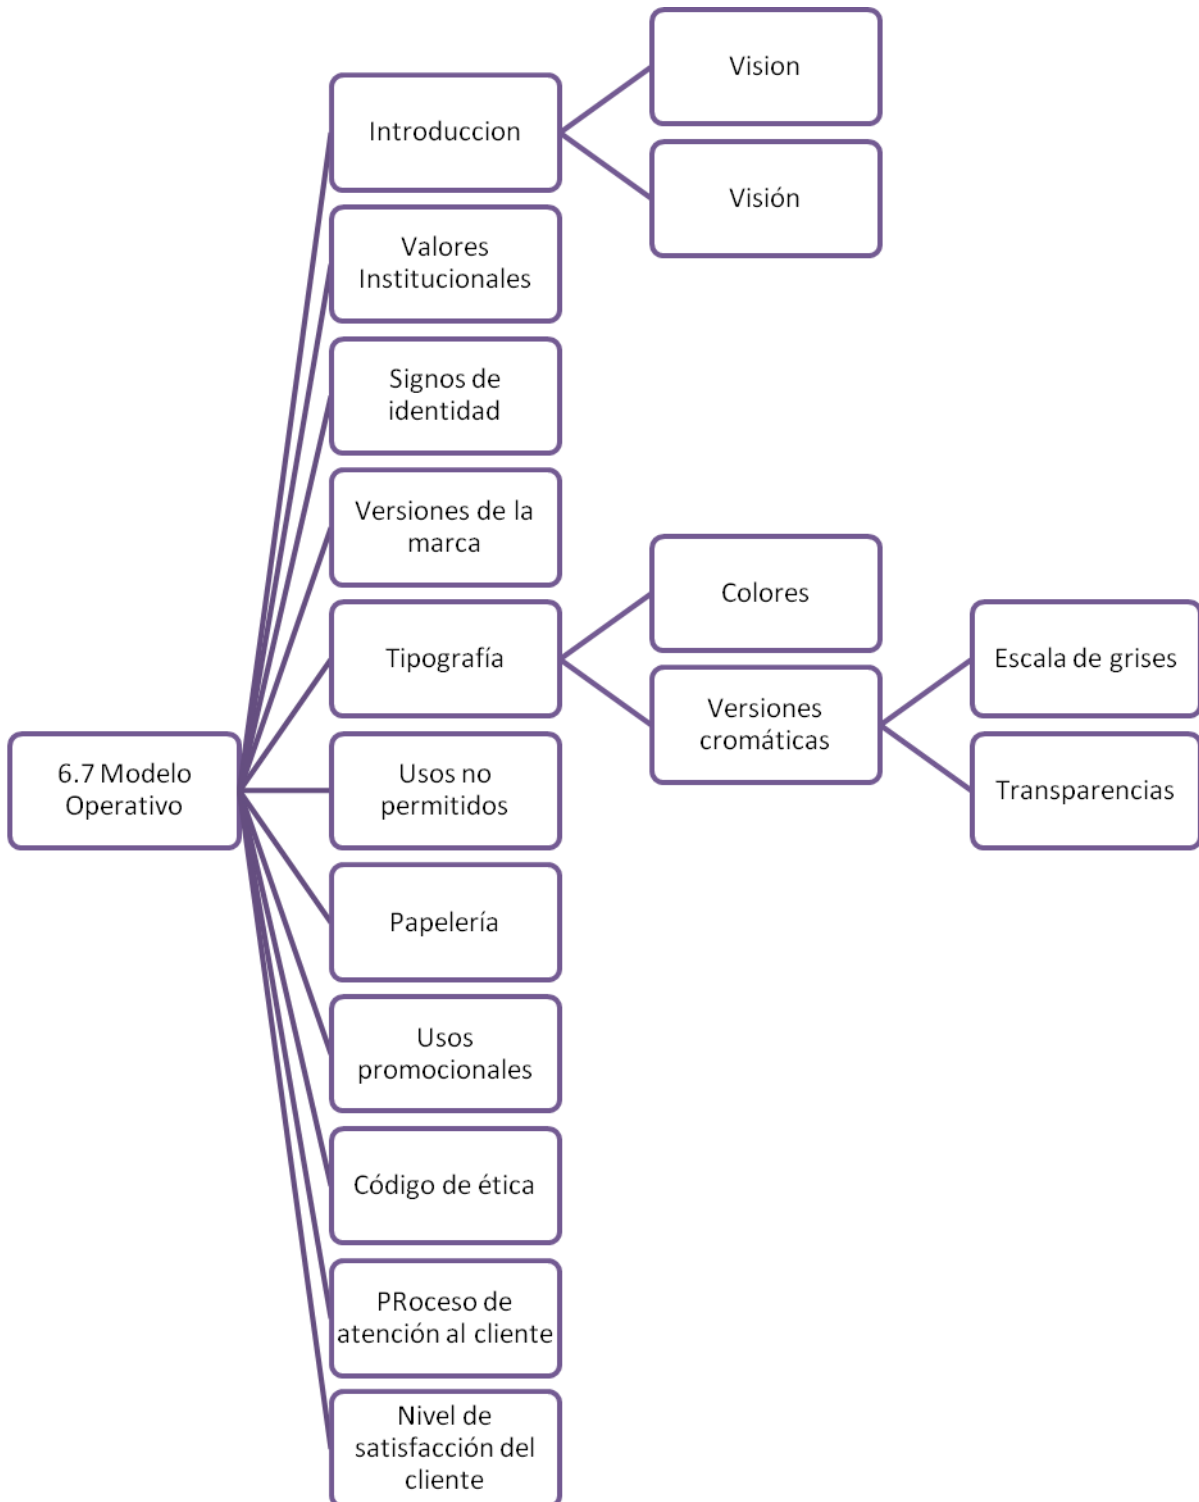 Vision
Introduccion
Visión
Valores
Institucionales
Signos de
identidad
Versiones de la
marca
Colores
Tipografía
Escala de grises
Versiones
cromáticas
6.7 Modelo
Operativo
Usos no
permitidos
Transparencias
Papelería
Usos
promocionales
Código de ética
PRoceso de
atención al cliente
Nivel de
satisfacción del
cliente